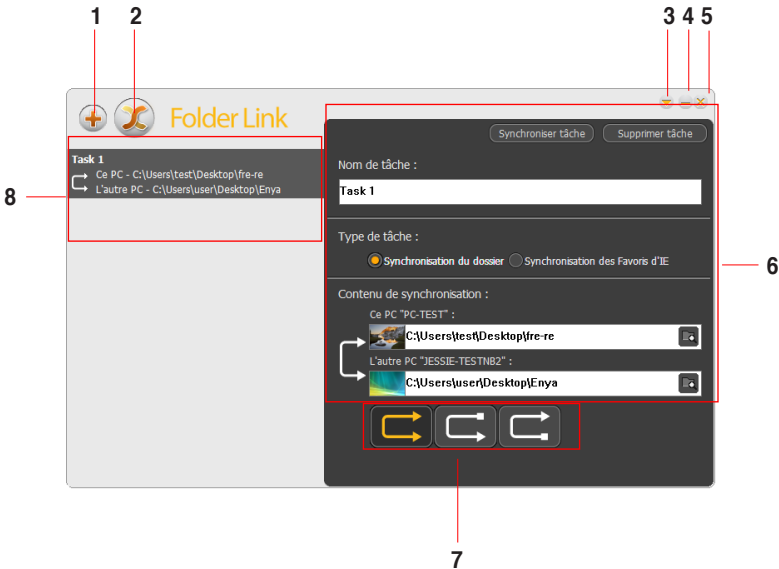 1 2 3 4 5
Folder Link
Synchroniser tâche Supprimer tâche
Task 1
Ce PC - C:\Users\test\Desktop\fre-re
L'autre PC - C:\Users\user\Desktop\Enya
8
Nom de tâche :
Task 1
Type de tâche :
Synchronisation du dossier Synchronisation des Favoris d'IE
6
Contenu de synchronisation :
Ce PC "PC-TEST" :
C:\Users\test\Desktop\fre-re
L'autre PC "JESSIE-TESTNB2" :
C:\Users\user\Desktop\Enya
7